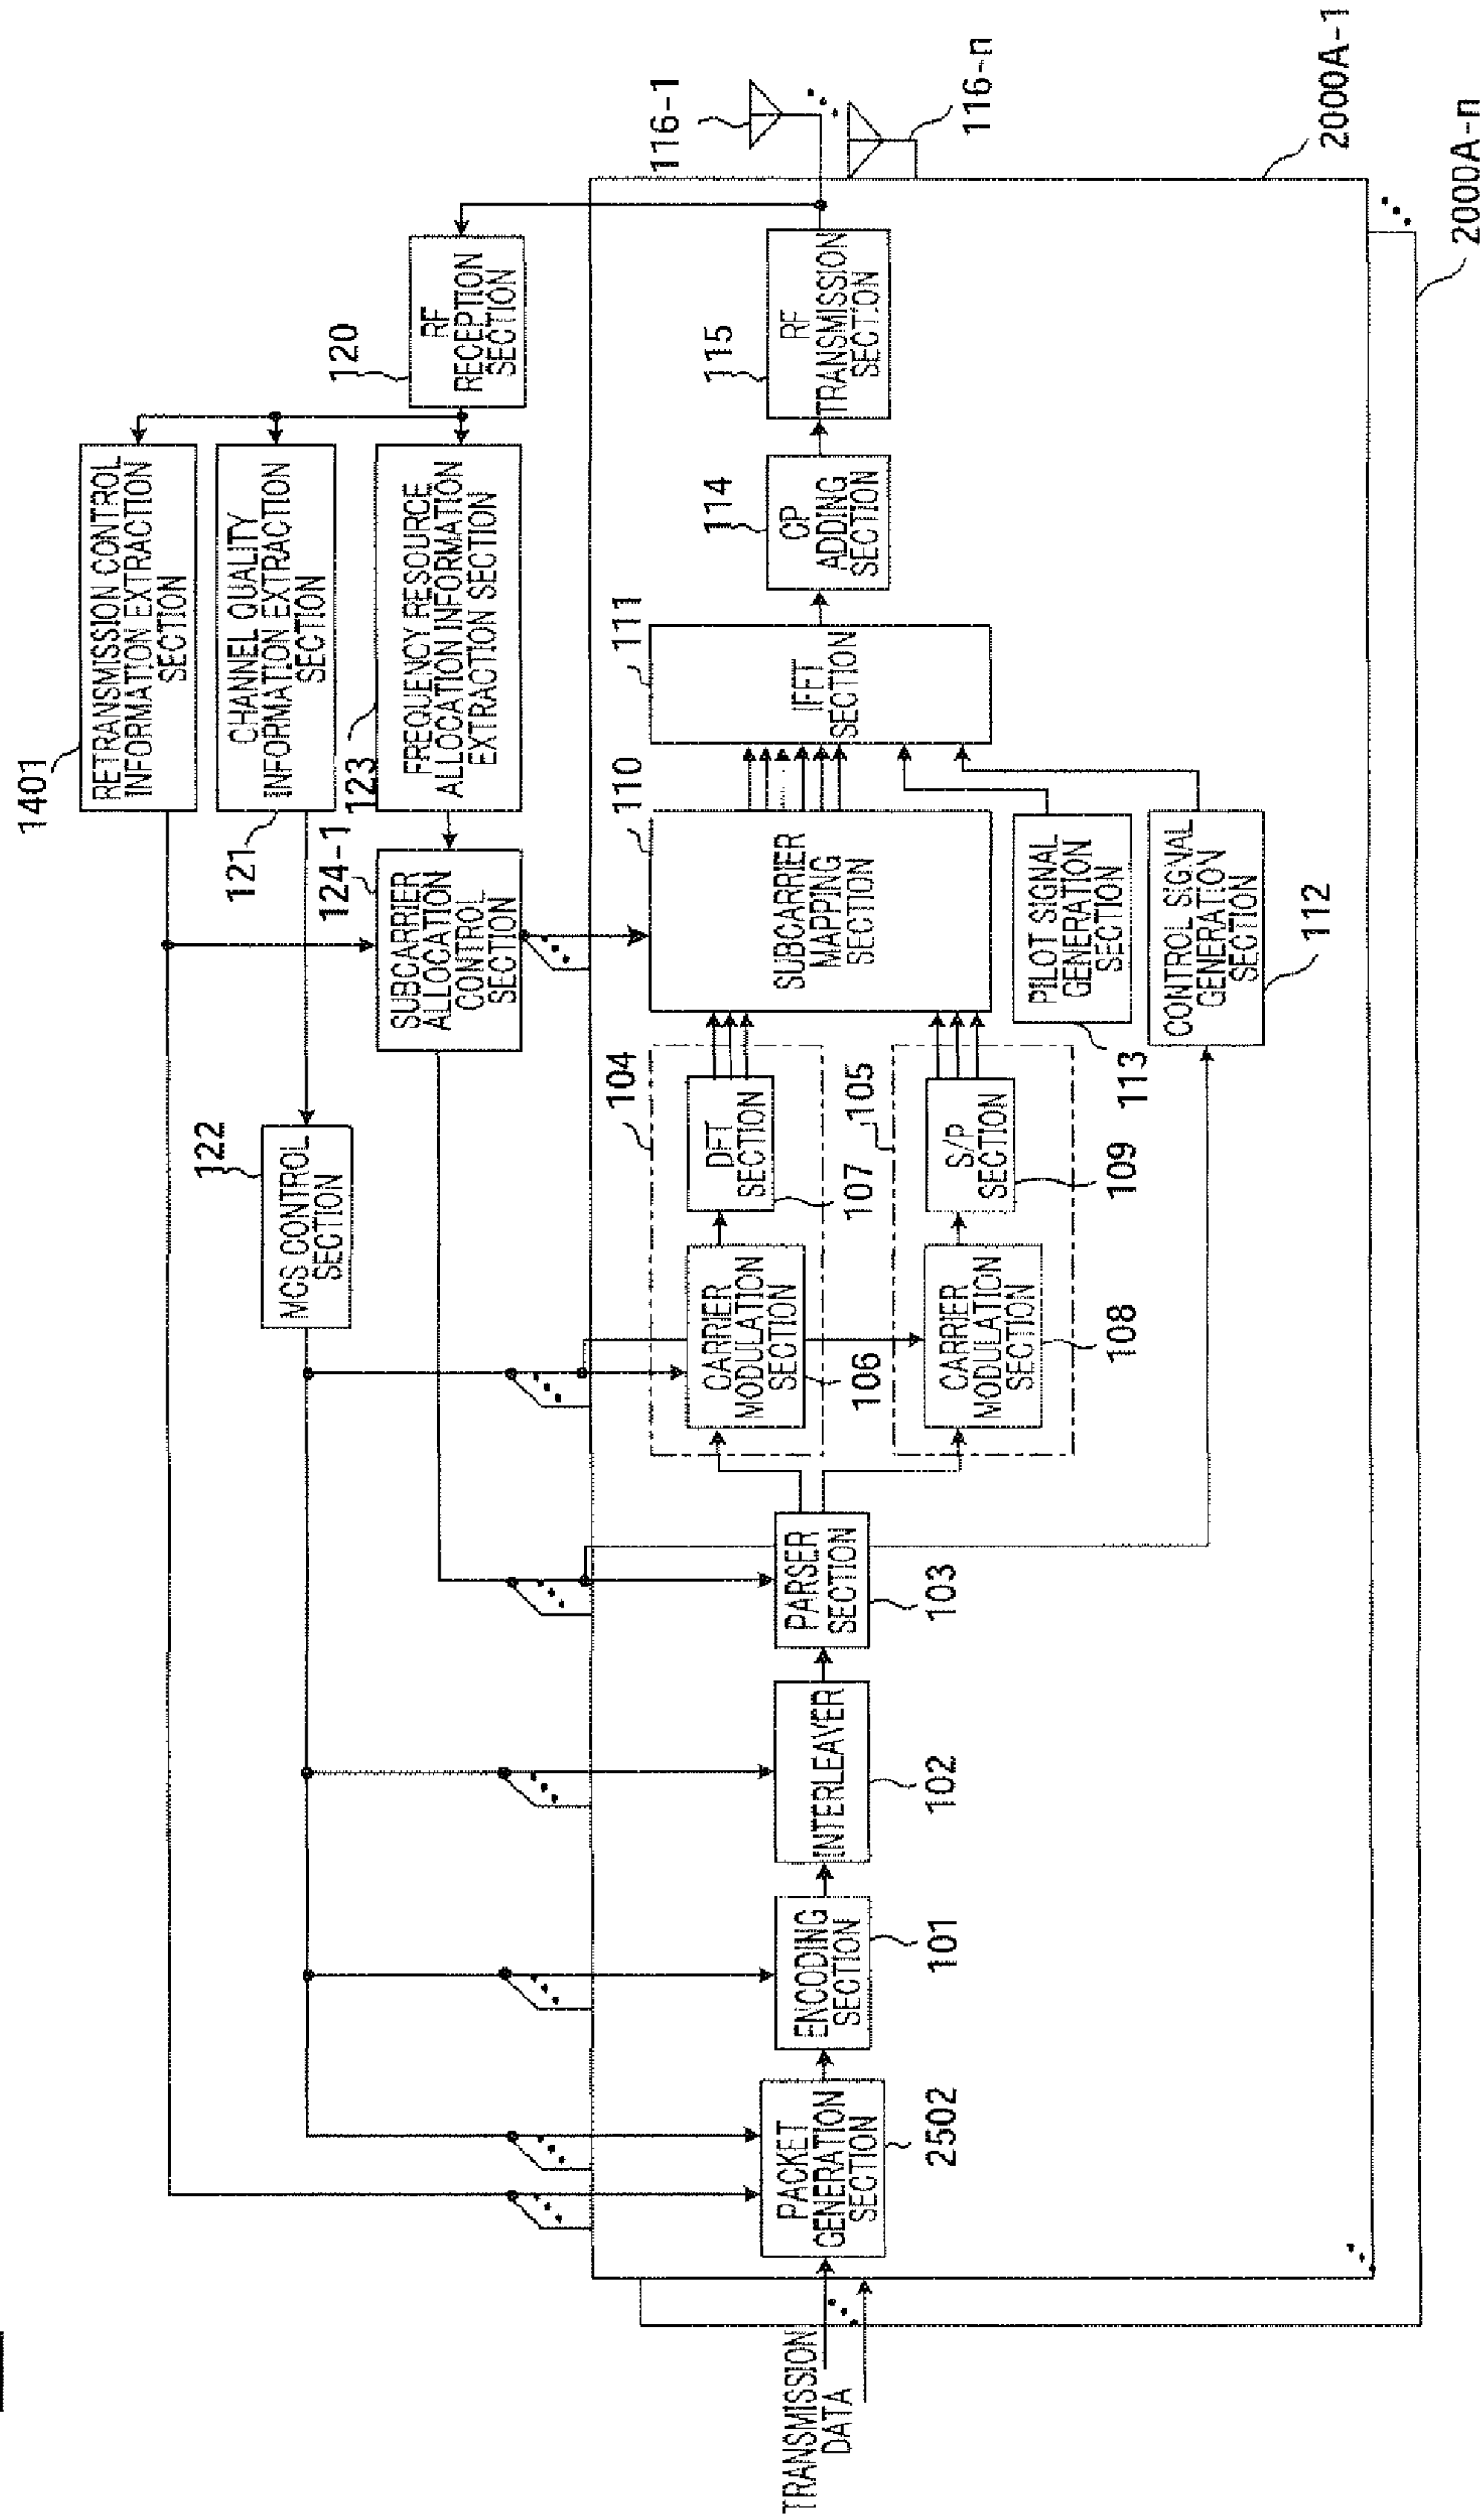 1401
RETRANSMISSION CONTROL
INFORMATION EXTRACTION
SECTION
121
CHANNEL QUALITY
INFORMATION EXTRACTION
SECTION
123
FREQUENCY RESOURCE
ALLOCATION INFORMATION
EXTRACTION SECTION
120
RF
RECEPTION
SECTION
122
MCS CONTROL
SECTION
124-1
SUBCARRIER
ALLOCATION
CONTROL
SECTION
TRANSMISSION
DATA
PACKET
GENERATION
SECTION
2502
ENCODING
SECTION
101
INTERLEAVER
102
PARSER
SECTION
103
104
CARRIER
MODULATION
SECTION
106
DFT
SECTION
107
105
CARRIER
MODULATION
SECTION
108
S/P
SECTION
109
110
SUBCARRIER
MAPPING
SECTION
111
IFFT
SECTION
114
CP
ADDING
SECTION
115
RF
TRANSMISSION
SECTION
116-1
116-n
PILOT SIGNAL
GENERATION
SECTION
113
CONTROL SIGNAL
GENERATION
SECTION
112
2000A-1
2000A-n